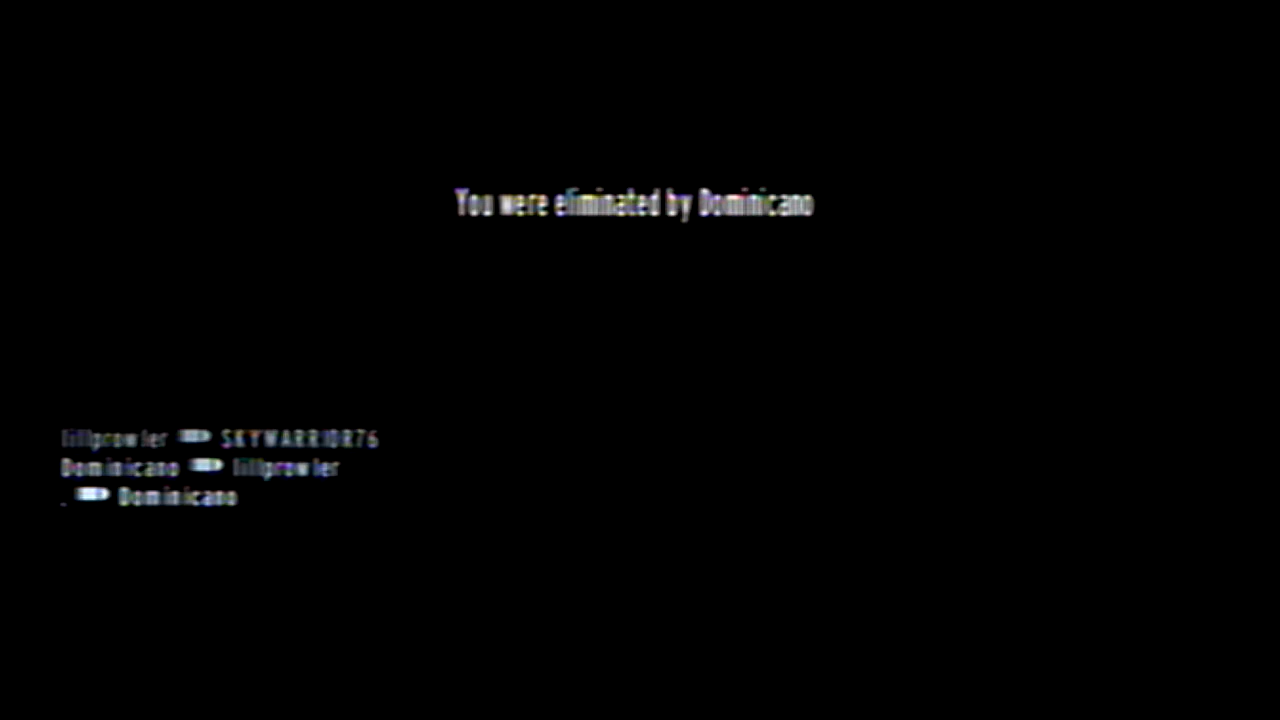 You were eliminated by Dominicano
lillprowler SKYWARRIOR76
Dominicano lillprowler
. Dominicano